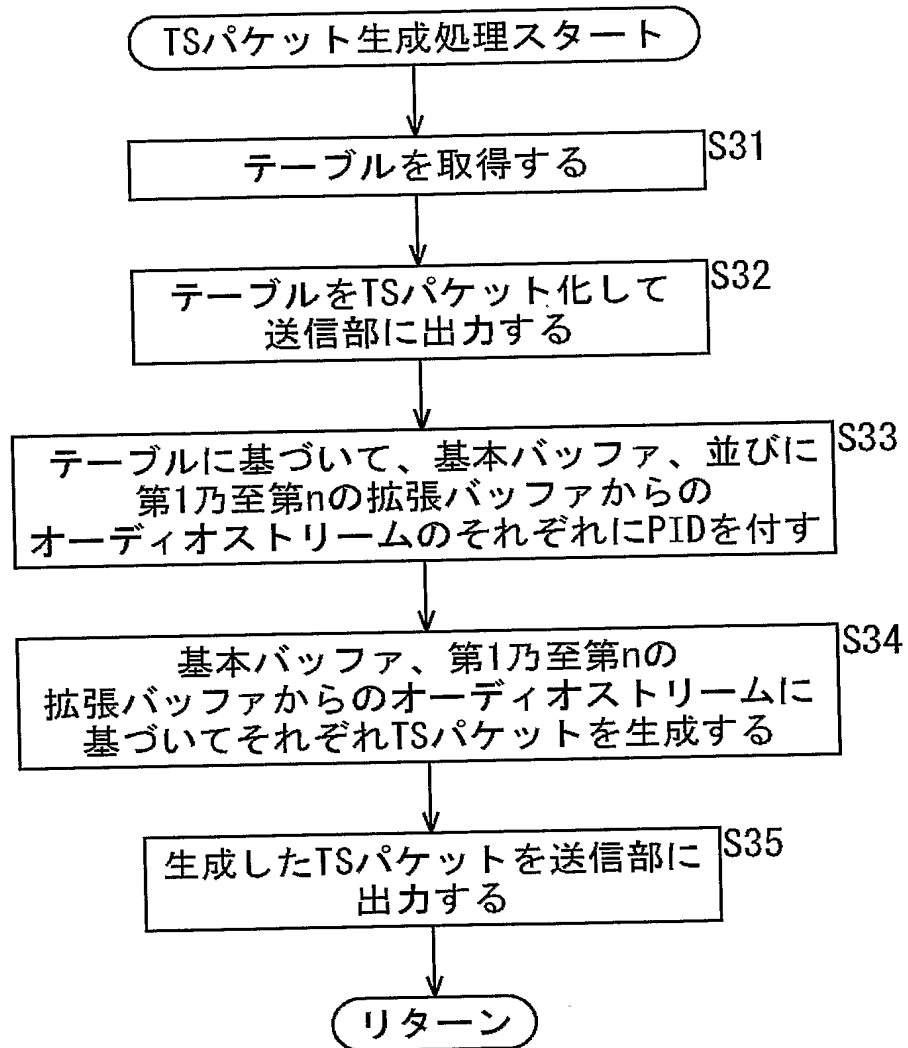 TSパケット生成処理スタート
テーブルを取得する
S31
テーブルをTSパケット化して
送信部に出力する
S32
テーブルに基づいて、基本バッファ、並びに
第1乃至第nの拡張バッファからの
オーディオストリームのそれぞれにPIDを付す
S33
基本バッファ、第1乃至第nの
拡張バッファからのオーディオストリームに
基づいてそれぞれTSパケットを生成する
S34
生成したTSパケットを送信部に
出力する
S35
リターン